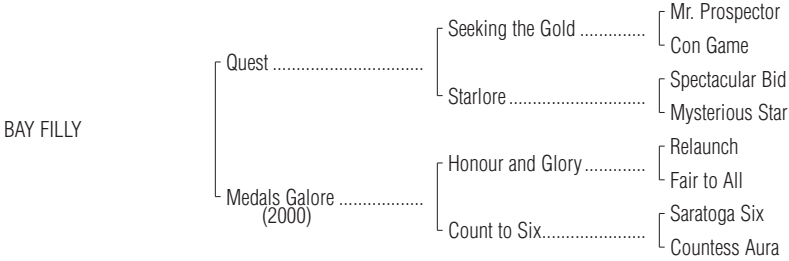 Mr. Prospector
Seeking the Gold ..............
Con Game
Quest ................................
Spectacular Bid
Starlore.............................
Mysterious Star
BAY FILLY
Relaunch
Honour and Glory.............
Fair to All
Medals Galore ..................
(2000)
Saratoga Six
Count to Six......................
Countess Aura